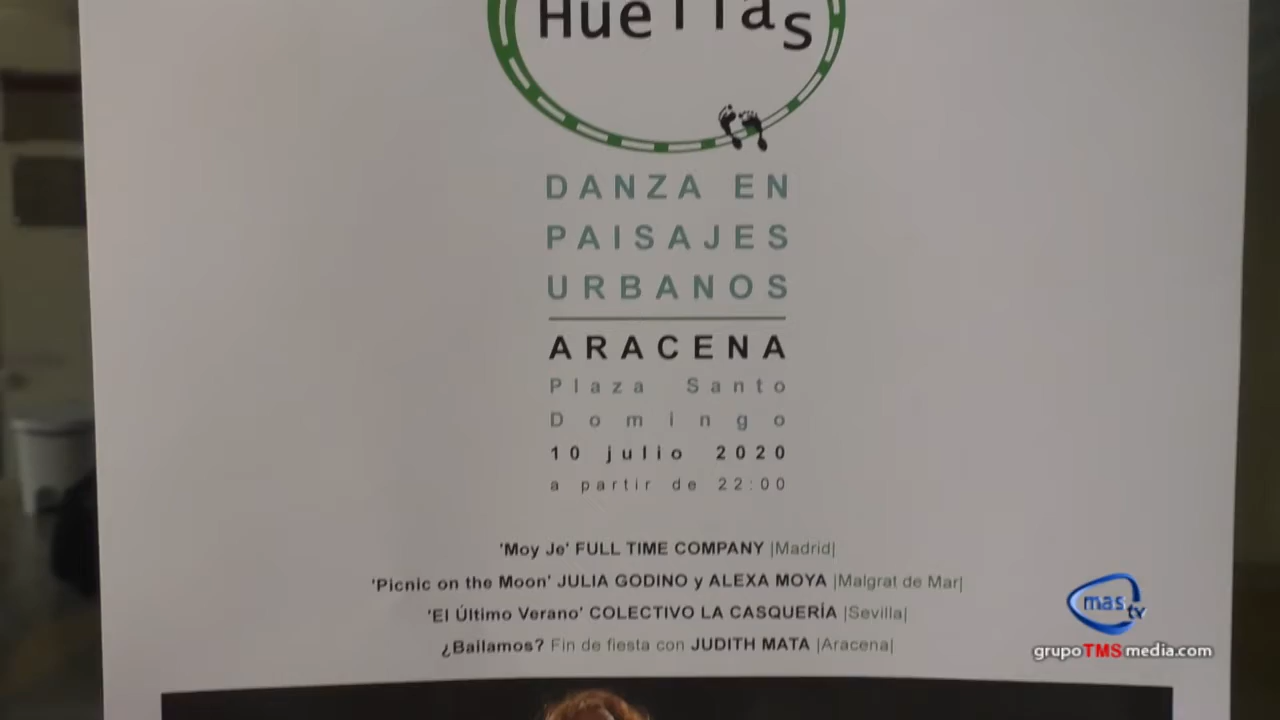 Huellas
DANZA EN
PAISAJES
URBANOS
ARACENA
Plaza Santo
Domingo
10 julio 2020
a partir de 22:00
'Moy Je' FULL TIME COMPANY |Madrid|
'Picnic on the Moon' JULIA GODINO y ALEXA MOYA |Malgrat de Mar|
'El Último Verano' COLECTIVO LA CASQUERÍA |Sevilla|
¿Bailamos? Fin de fiesta con JUDITH MATA |Aracena|
mas tv
grupoTMSmedia.com